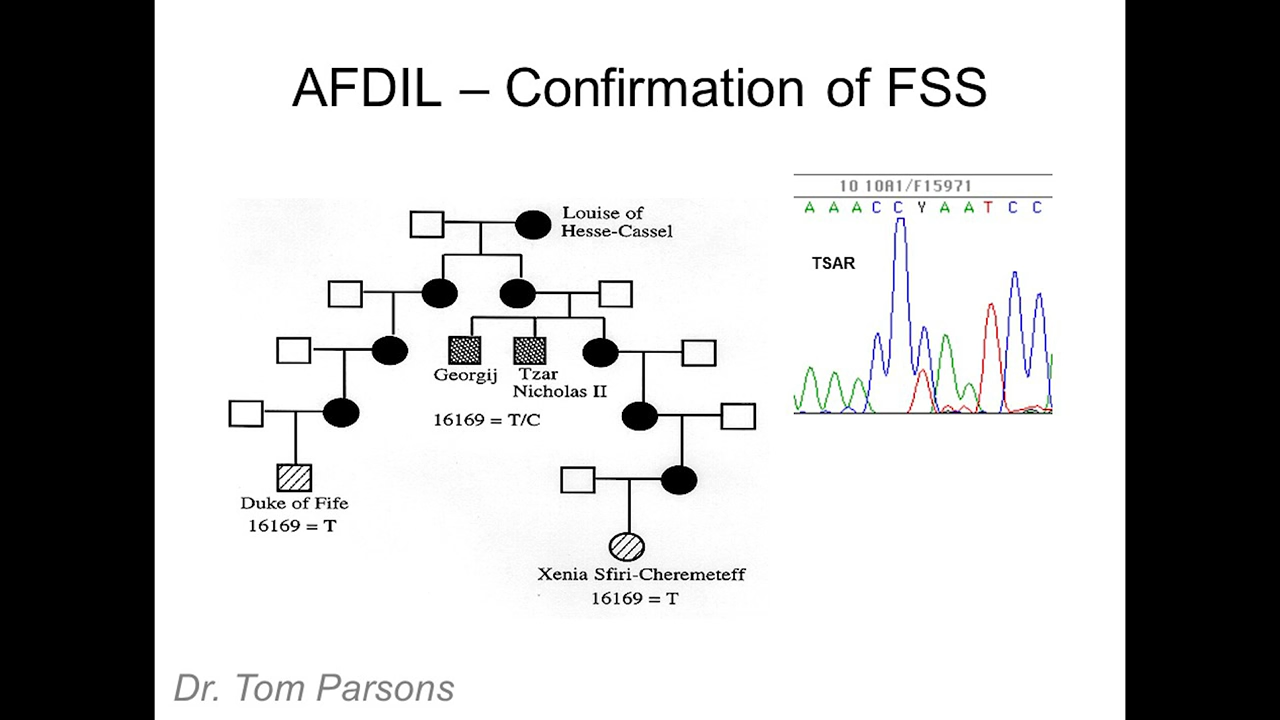 AFDIL – Confirmation of FSS
Louise of
Hesse-Cassel
Georgij
Tzar
Nicholas II
16169 = T/C
Duke of Fife
16169 = T
Xenia Sfiri-Cheremeteff
16169 = T
10 10A1/F15971
A A A C C Y A A T C C
TSAR
Dr. Tom Parsons